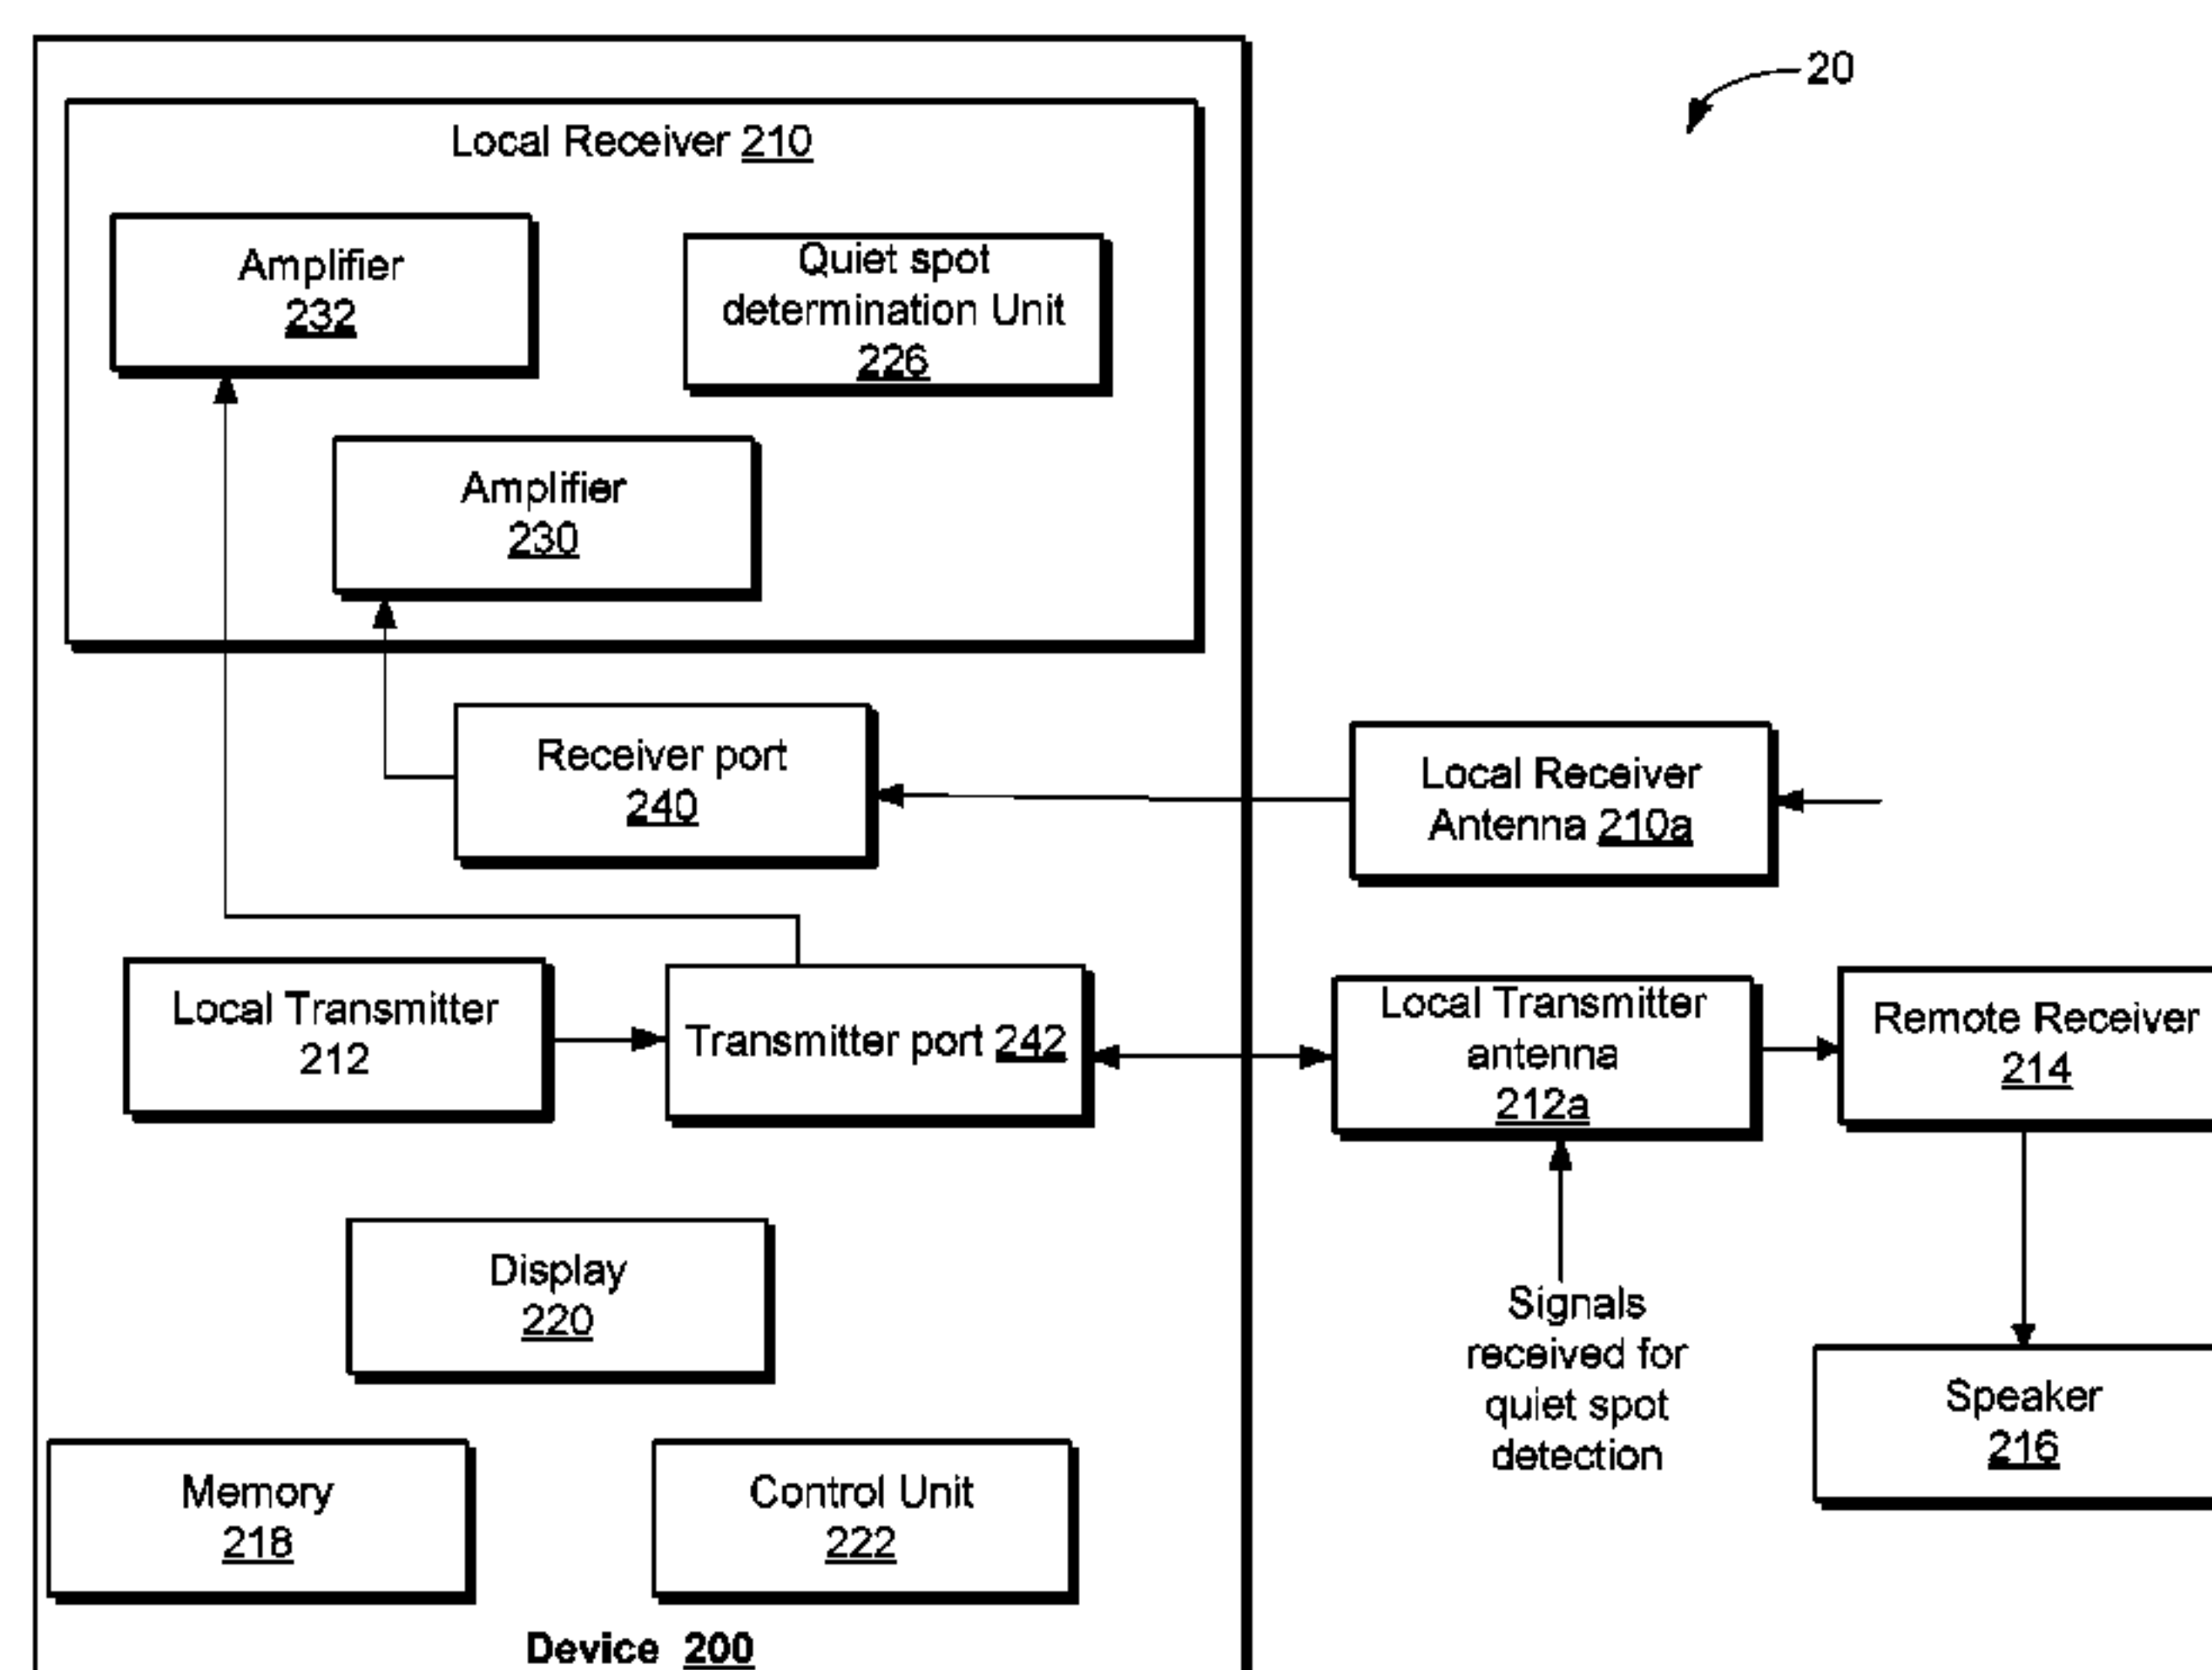 20
Local Receiver 210
Amplifier
232
Quiet spot
determination Unit
226
Amplifier
230
Receiver port
240
Local Receiver
Antenna 210a
Local Transmitter
212
Transmitter port 242
Local Transmitter
antenna
212a
Remote Receiver
214
Display
220
Signals
received for
quiet spot
detection
Speaker
216
Memory
218
Control Unit
222
Device 200